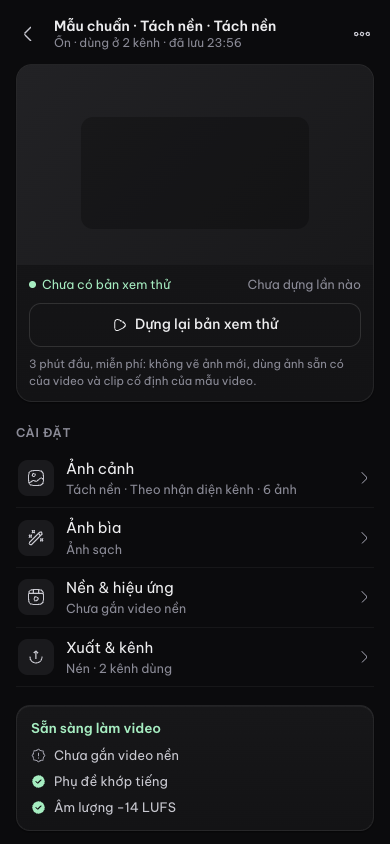 Mẫu chuẩn · Tách nền · Tách nền
Ổn · dùng ở 2 kênh · đã lưu 23:56
Chưa có bản xem thử
Chưa dựng lần nào
Dựng lại bản xem thử
3 phút đầu, miễn phí: không vẽ ảnh mới, dùng ảnh sẵn có
của video và clip cố định của mẫu video.
CÀI ĐẶT
Ảnh cảnh
Tách nền · Theo nhận diện kênh · 6 ảnh
Ảnh bìa
Ảnh sạch
Nền & hiệu ứng
Chưa gắn video nền
Xuất & kênh
Nén · 2 kênh dùng
Sẵn sàng làm video
Chưa gắn video nền
Phụ đề khớp tiếng
Âm lượng -14 LUFS